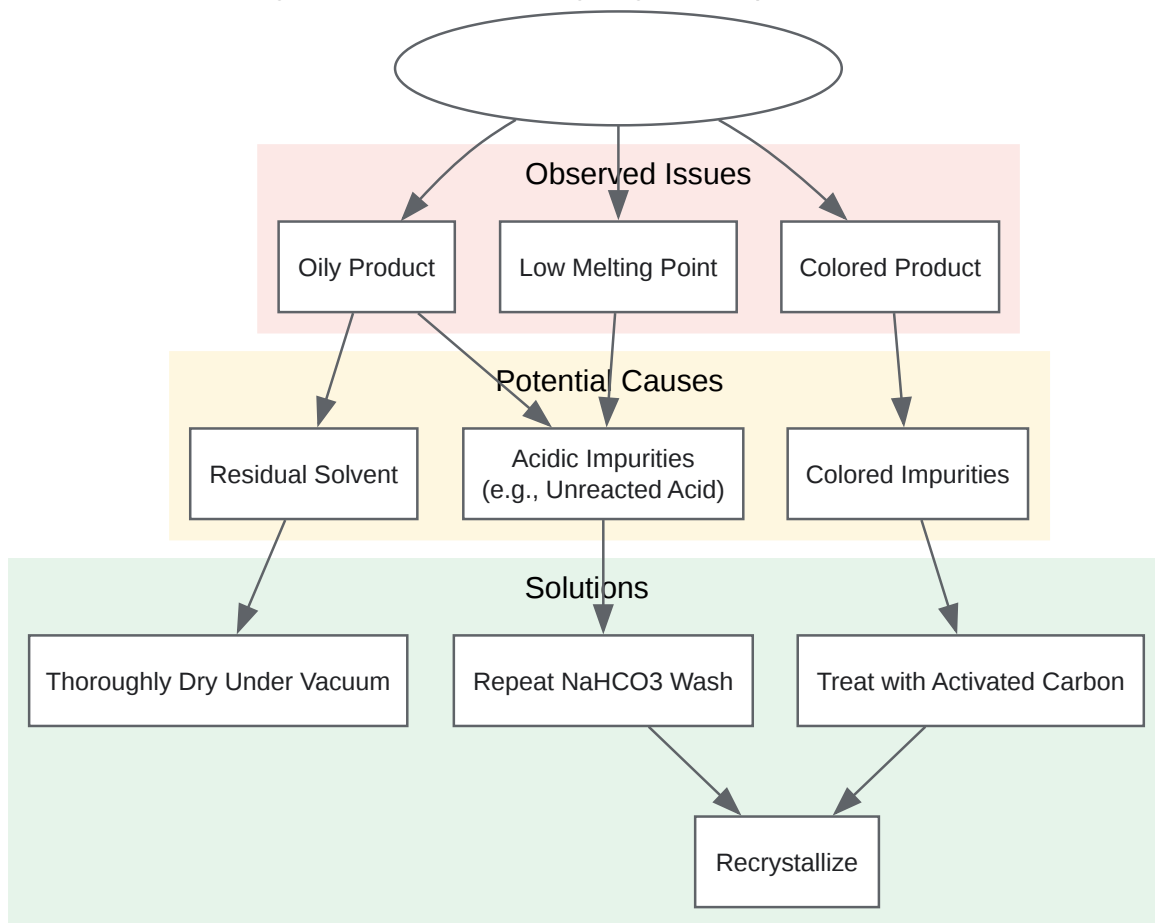 Observed Issues
Oily Product
Low Melting Point
Colored Product
Potential Causes
Residual Solvent
Acidic Impurities
(e.g., Unreacted Acid)
Colored Impurities
Solutions
Thoroughly Dry Under Vacuum
Repeat NaHCO3 Wash
Treat with Activated Carbon
Recrystallize